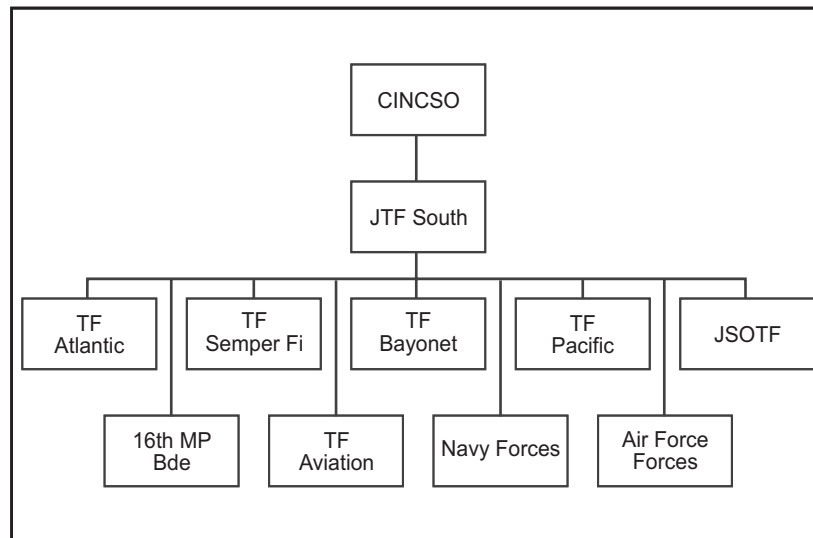 CINCSO
JTF South
TF
Atlantic
TF
Semper Fi
TF
Bayonet
TF
Pacific
JSOTF
16th MP
Bde
TF
Aviation
Navy Forces
Air Force
Forces